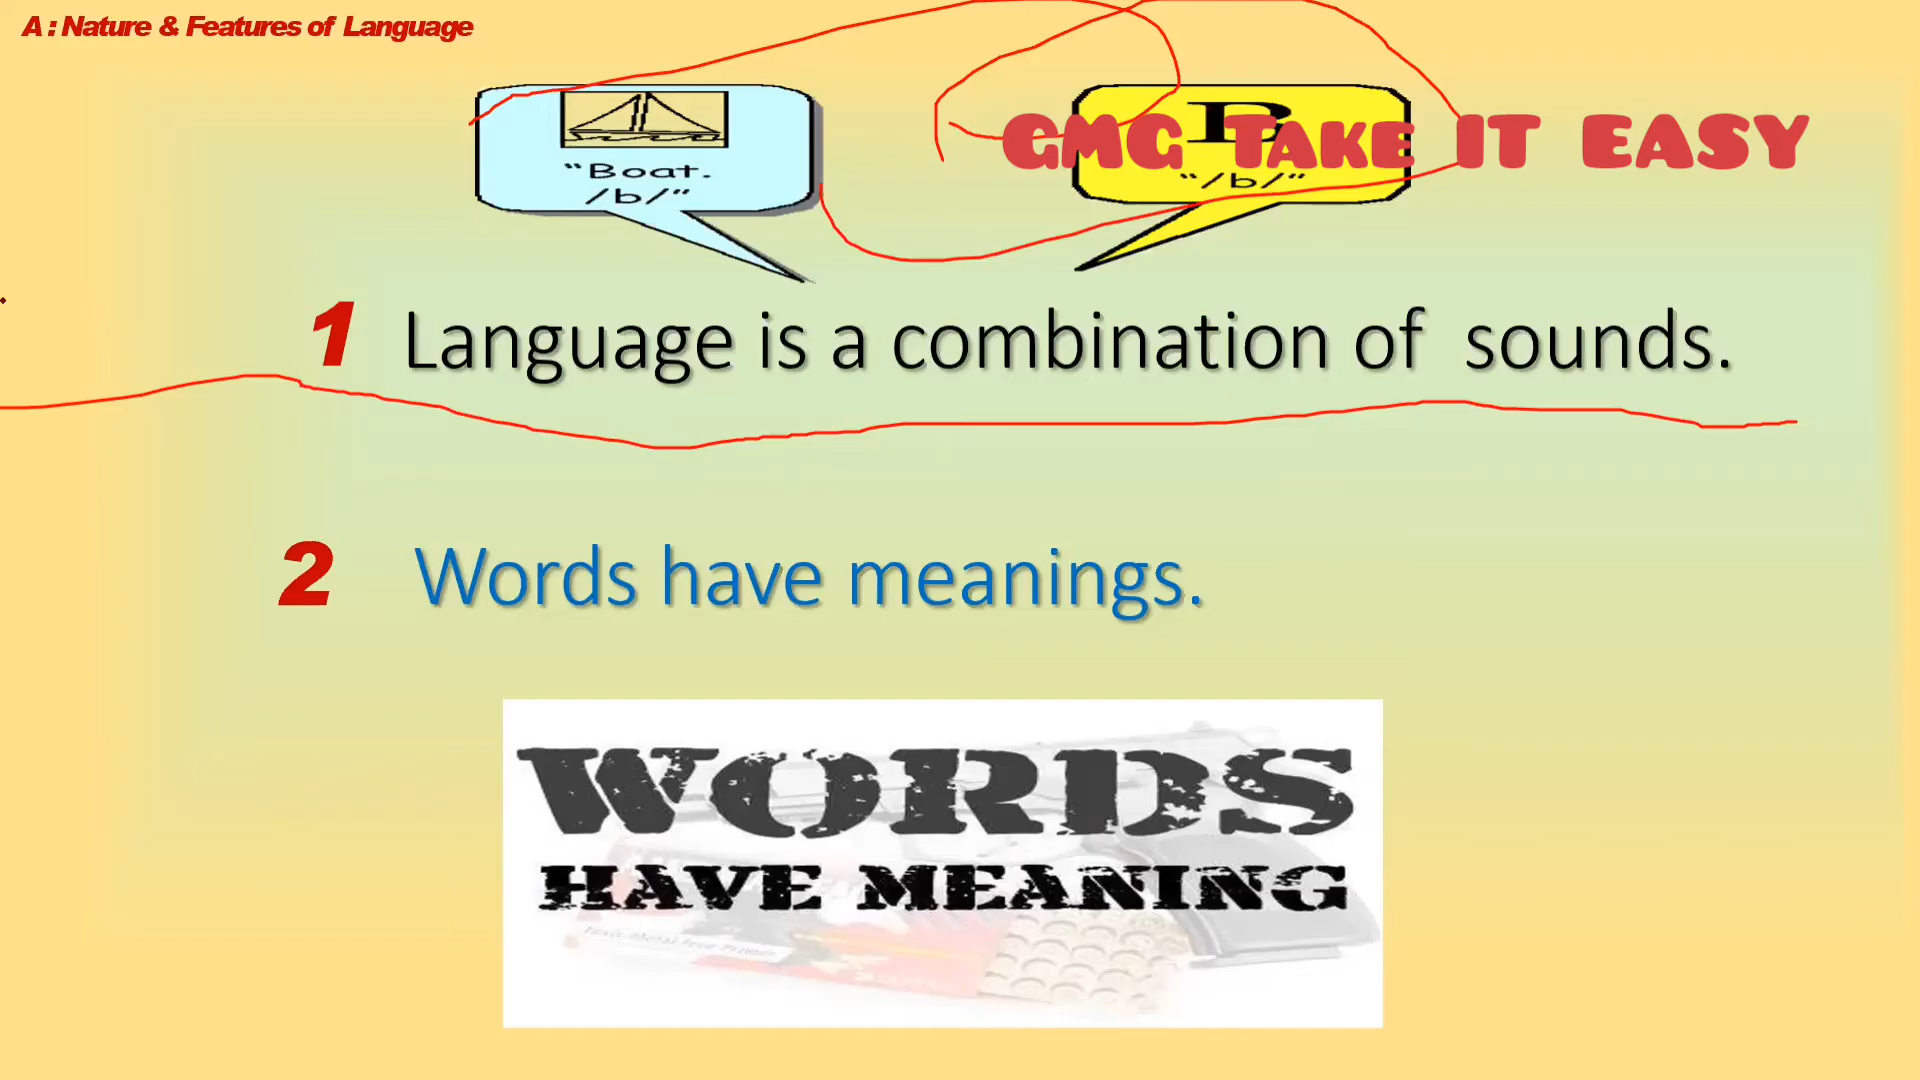 A : Nature & Features of Language
"Boat.
/b/"
B
GMG TAKE IT EASY
"/b/"
1 Language is a combination of sounds.
2 Words have meanings.
WORDS
HAVE MEANING